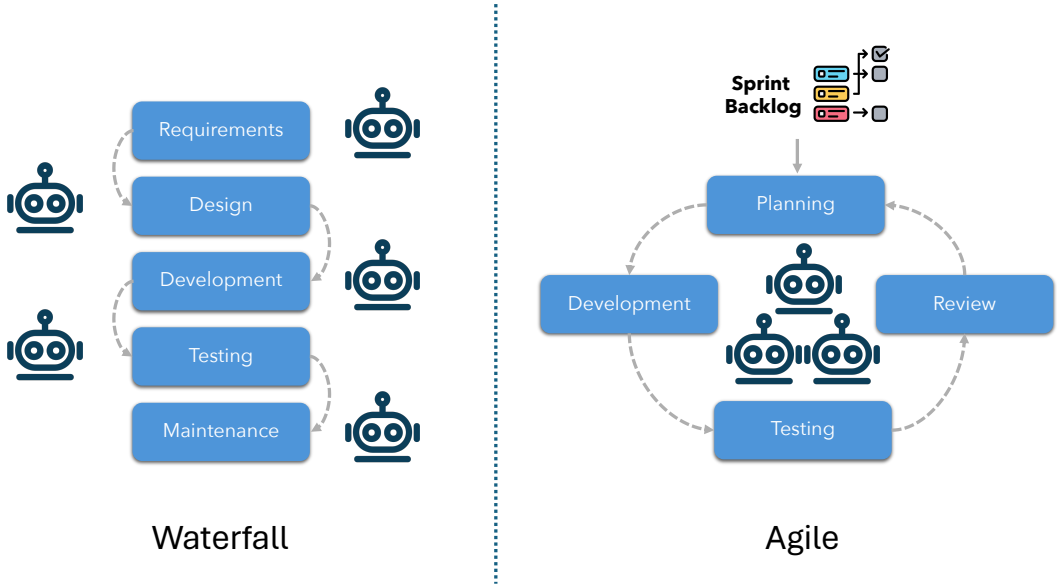 Requirements
Design
Development
Testing
Maintenance
Waterfall
Sprint
Backlog
Planning
Development
Review
Testing
Agile